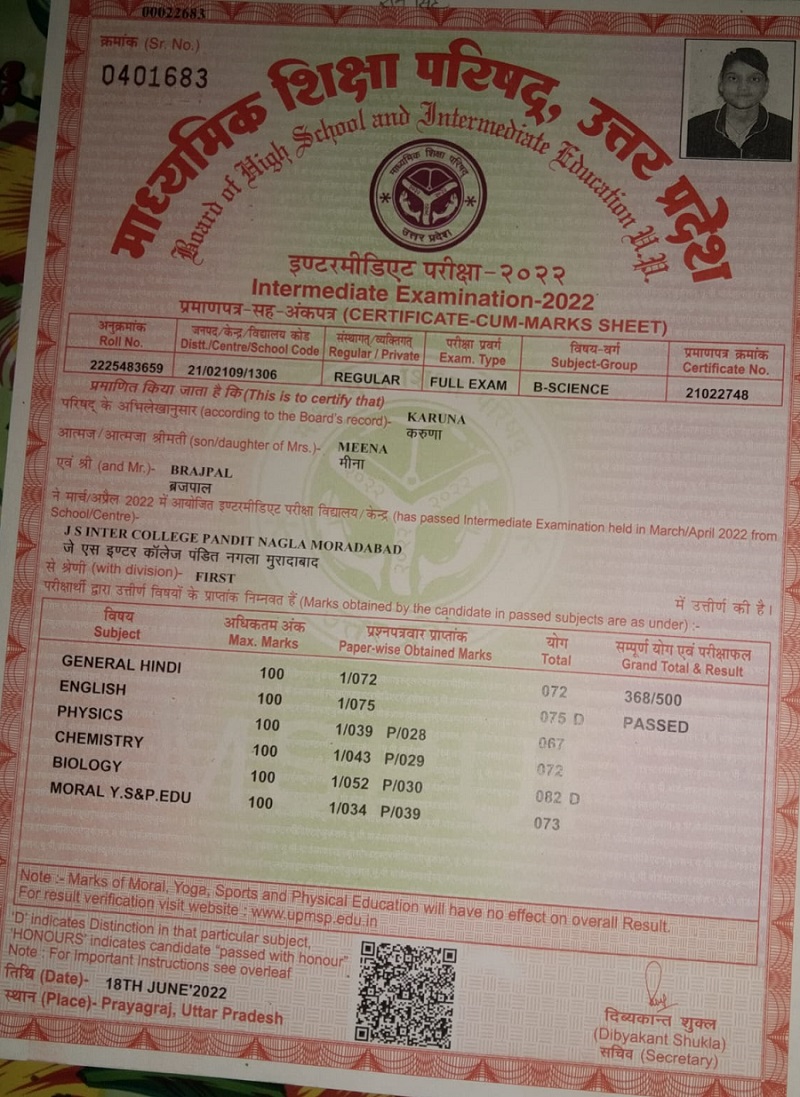 00022683
क्रमांक (Sr. No.)
0401683
माध्यमिक शिक्षा परिषद्, उत्तर प्रदेश
Board of High School and Intermediate Education U.P.
माध्यमिक शिक्षा परिषद
उत्तर प्रदेश
इण्टरमीडिएट परीक्षा-२०२२
Intermediate Examination-2022
प्रमाणपत्र-सह-अंकपत्र (CERTIFICATE-CUM-MARKS SHEET)
अनुक्रमांक जनपद/केन्द्र/विद्यालय कोड संस्थागत/व्यक्तिगत परीक्षा प्रवर्ग विषय-वर्ग प्रमाणपत्र क्रमांक
Roll No. Distt./Centre/School Code Regular / Private Exam. Type Subject-Group Certificate No.
2225483659 21/02109/1306 REGULAR FULL EXAM B-SCIENCE 21022748
प्रमाणित किया जाता है कि (This is to certify that)
परिषद् के अभिलेखानुसार (according to the Board's record)- KARUNA
करुणा
आत्मज/आत्मजा श्रीमती (son/daughter of Mrs.)- MEENA
मीना
एवं श्री (and Mr.)- BRAJPAL
ब्रजपाल
ने मार्च/अप्रैल 2022 में आयोजित इण्टरमीडिएट परीक्षा विद्यालय/केन्द्र (has passed Intermediate Examination held in March/April 2022 from
School/Centre)-
J S INTER COLLEGE PANDIT NAGLA MORADABAD
जे एस इण्टर कॉलेज पंडित नगला मुरादाबाद
से श्रेणी (with division)- FIRST में उत्तीर्ण की है।
परीक्षार्थी द्वारा उत्तीर्ण विषयों के प्राप्तांक निम्नवत हैं (Marks obtained by the candidate in passed subjects are as under) :-
विषय अधिकतम अंक प्रश्नपत्रवार प्राप्तांक योग सम्पूर्ण योग एवं परीक्षाफल
Subject Max. Marks Paper-wise Obtained Marks Total Grand Total & Result
GENERAL HINDI 100 1/072 072 368/500
ENGLISH 100 1/075 075 D PASSED
PHYSICS 100 1/039 P/028 067
CHEMISTRY 100 1/043 P/029 072
BIOLOGY 100 1/052 P/030 082 D
MORAL Y.S&P.EDU 100 1/034 P/039 073
Note :- Marks of Moral, Yoga, Sports and Physical Education will have no effect on overall Result.
For result verification visit website : www.upmsp.edu.in
'D' indicates Distinction in that particular subject,
'HONOURS' indicates candidate "passed with honour"
Note : For Important Instructions see overleaf
तिथि (Date)- 18TH JUNE'2022
स्थान (Place)- Prayagraj, Uttar Pradesh
दिव्यकान्त शुक्ल
(Dibyakant Shukla)
सचिव (Secretary)